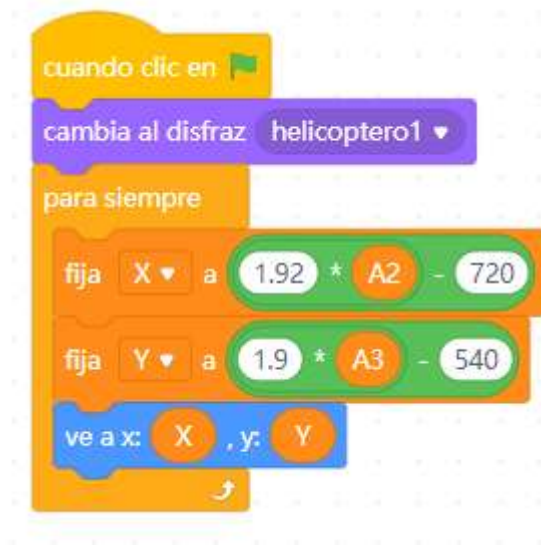 cuando clic en
cambia al disfraz helicoptero1
para siempre
fija X a 1.92 * A2 - 720
fija Y a 1.9 * A3 - 540
ve a x: X , y: Y